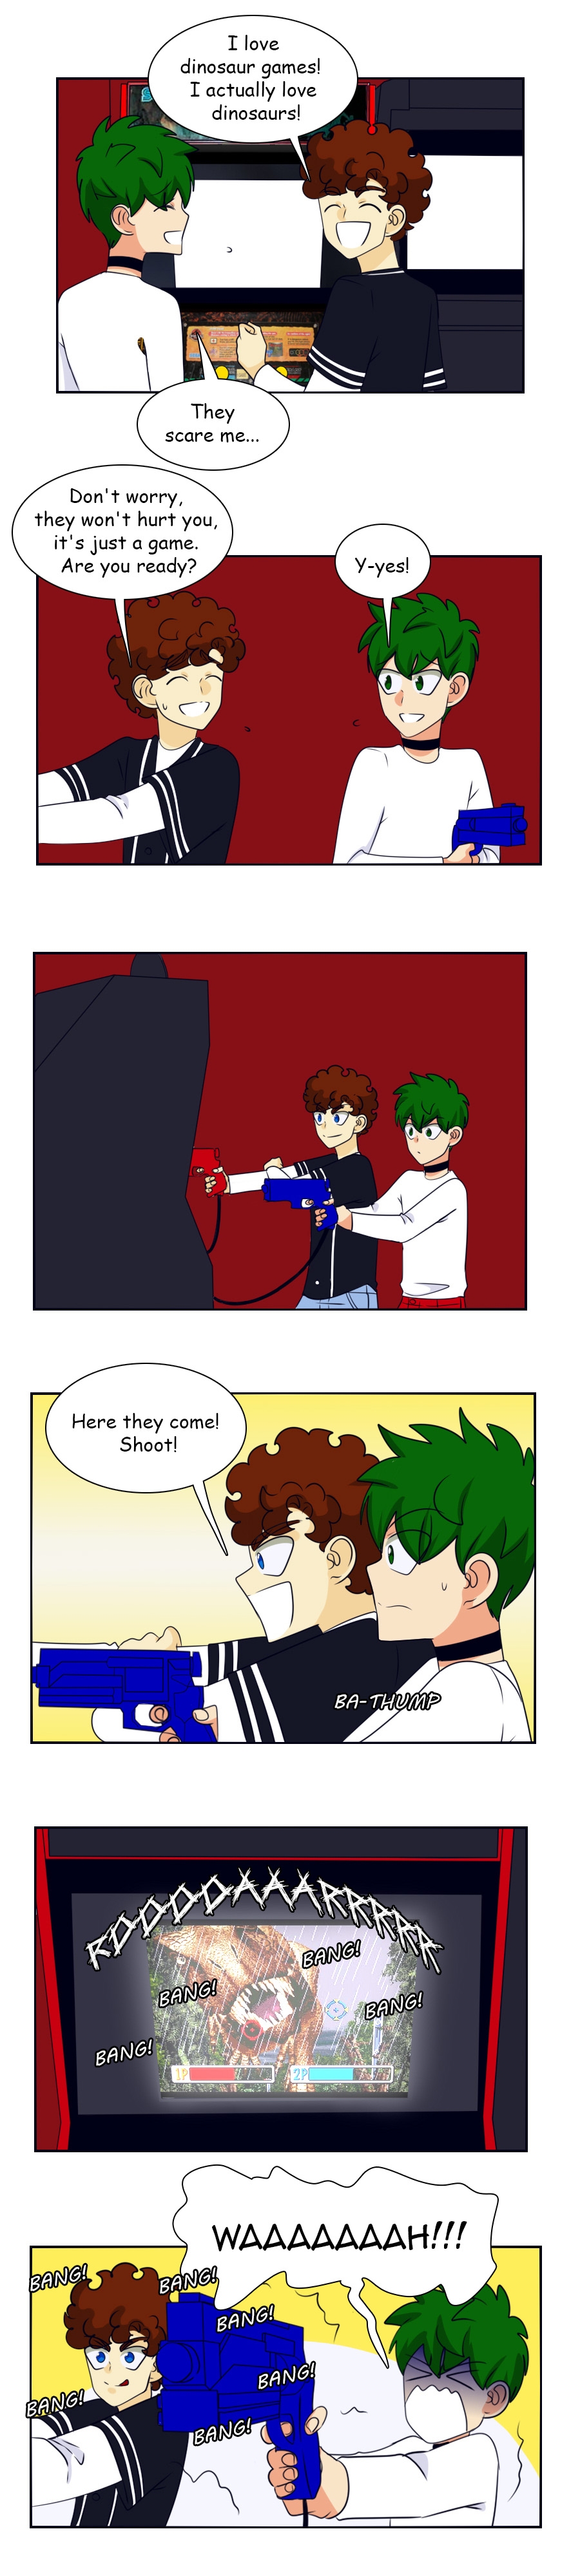 I love
dinosaur games!
I actually love
dinosaurs!
They
scare me...
Don't worry,
they won't hurt you,
it's just a game.
Are you ready?
Y-yes!
Here they come!
Shoot!
BA-THUMP
ROOOOAAARRRRR
BANG!
BANG!
BANG!
BANG!
1P
2P
WAAAAAAAH!!!
BANG!
BANG!
BANG!
BANG!
BANG!
BANG!